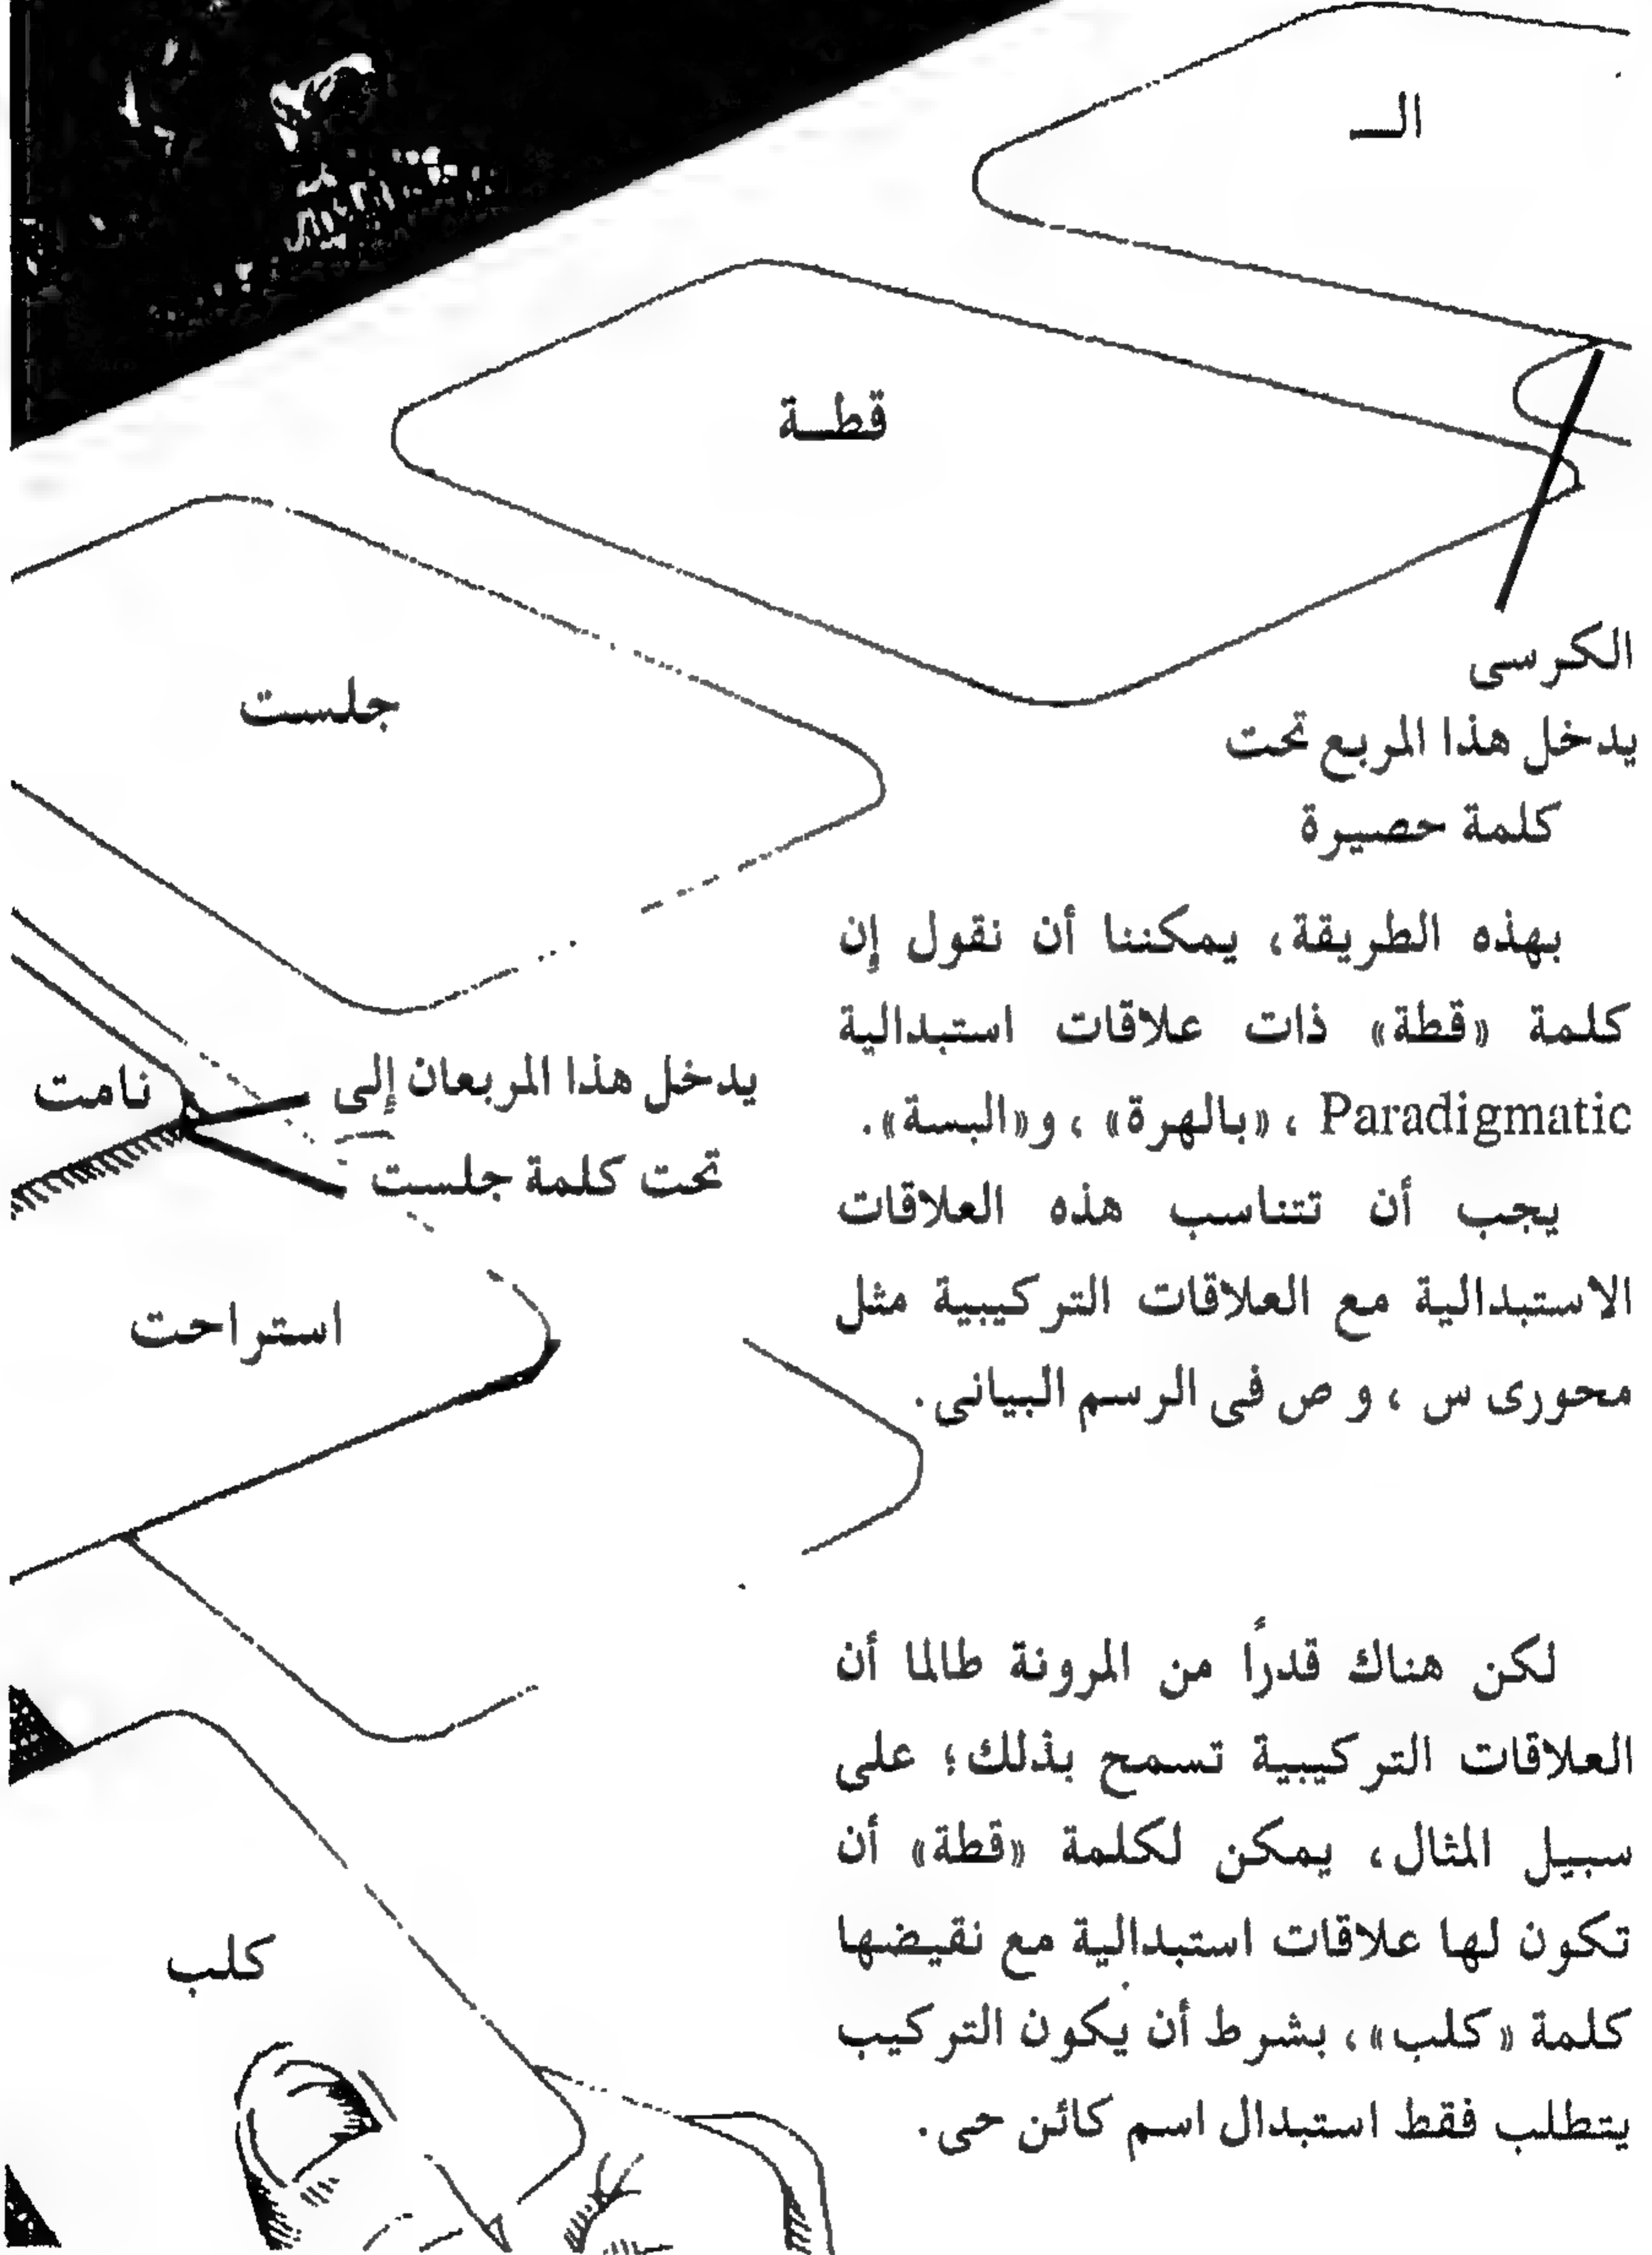 الـ
قطـة
جلست
الكرسى
يدخل هذا المربع تحت
كلمة حصيرة
بهذه الطريقة، يمكننا أن نقول إن
كلمة «قطة» ذات علاقات استبدالية
Paradigmatic ، «بالهرة» ، و«البسة».
يجب أن تتناسب هذه العلاقات
الاستبدالية مع العلاقات التركيبية مثل
محورى س ، و ص فى الرسم البيانى.
نامت
يدخل هذا المربعان إلى
تحت كلمة جلست
استراحت
لكن هناك قدرًا من المرونة طالما أن
العلاقات التركيبية تسمح بذلك؛ على
سبيل المثال، يمكن لكلمة «قطة» أن
تكون لها علاقات استبدالية مع نقيضها
كلمة «كلب»، بشرط أن يكون التركيب
يتطلب فقط استبدال اسم كائن حى.
كلب